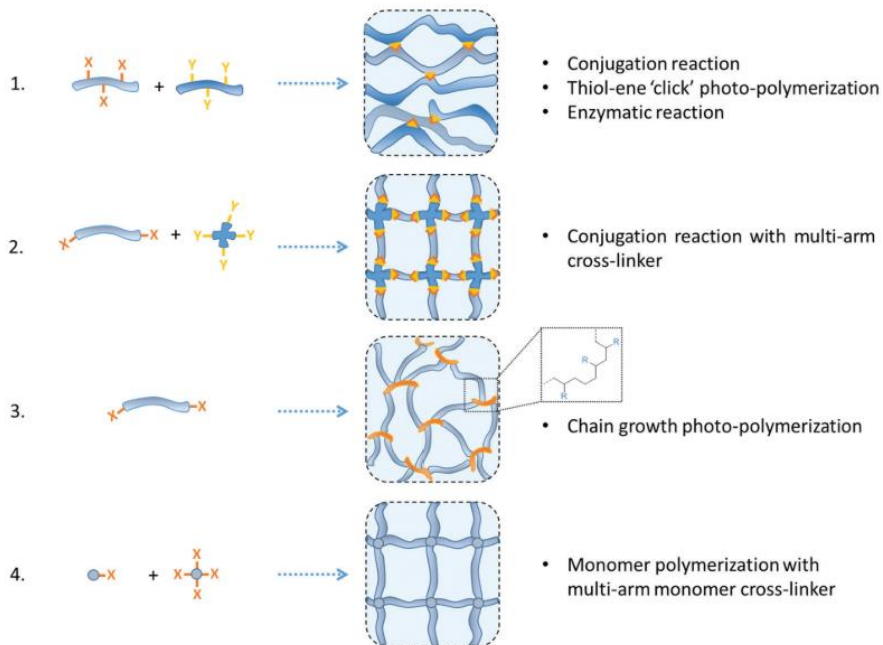 1.
X
X
X
+
Y
Y
Y
• Conjugation reaction
• Thiol-ene ‘click’ photo-polymerization
• Enzymatic reaction
2.
X
X
+
Y
Y
Y
Y
• Conjugation reaction with multi-arm
cross-linker
3.
X
X
R
R
R
• Chain growth photo-polymerization
4.
X
+
X
X
X
X
• Monomer polymerization with
multi-arm monomer cross-linker